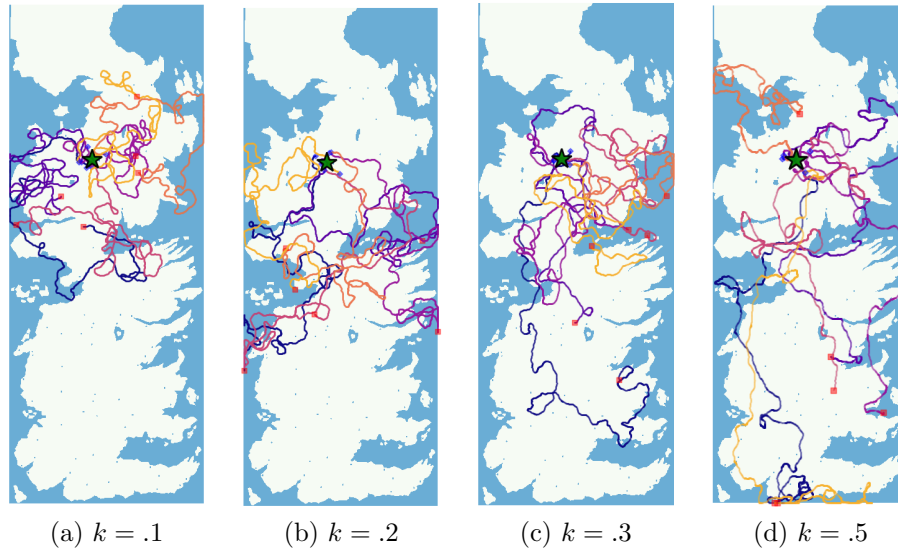 (a) k = .1
(b) k = .2
(c) k = .3
(d) k = .5